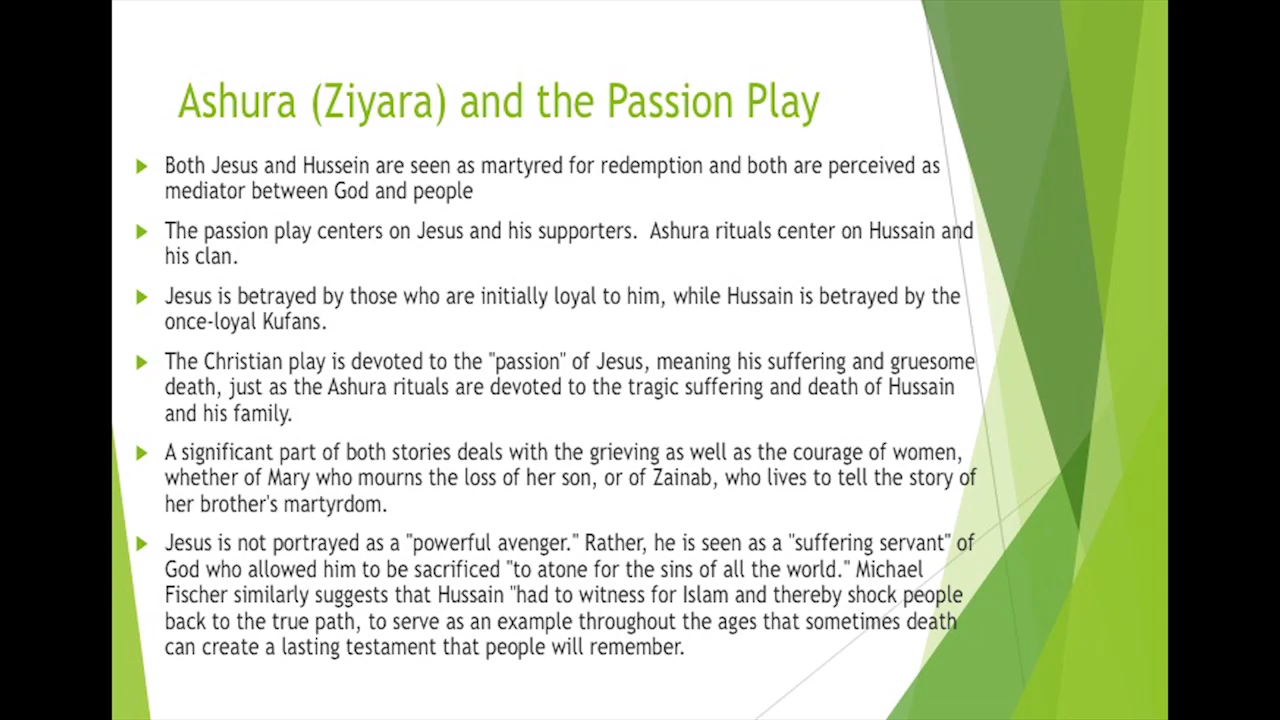 Ashura (Ziyara) and the Passion Play
Both Jesus and Hussein are seen as martyred for redemption and both are perceived as
mediator between God and people
The passion play centers on Jesus and his supporters.  Ashura rituals center on Hussain and
his clan.
Jesus is betrayed by those who are initially loyal to him, while Hussain is betrayed by the
once-loyal Kufans.
The Christian play is devoted to the "passion" of Jesus, meaning his suffering and gruesome
death, just as the Ashura rituals are devoted to the tragic suffering and death of Hussain
and his family.
A significant part of both stories deals with the grieving as well as the courage of women,
whether of Mary who mourns the loss of her son, or of Zainab, who lives to tell the story of
her brother's martyrdom.
Jesus is not portrayed as a "powerful avenger." Rather, he is seen as a "suffering servant" of
God who allowed him to be sacrificed "to atone for the sins of all the world." Michael
Fischer similarly suggests that Hussain "had to witness for Islam and thereby shock people
back to the true path, to serve as an example throughout the ages that sometimes death
can create a lasting testament that people will remember.